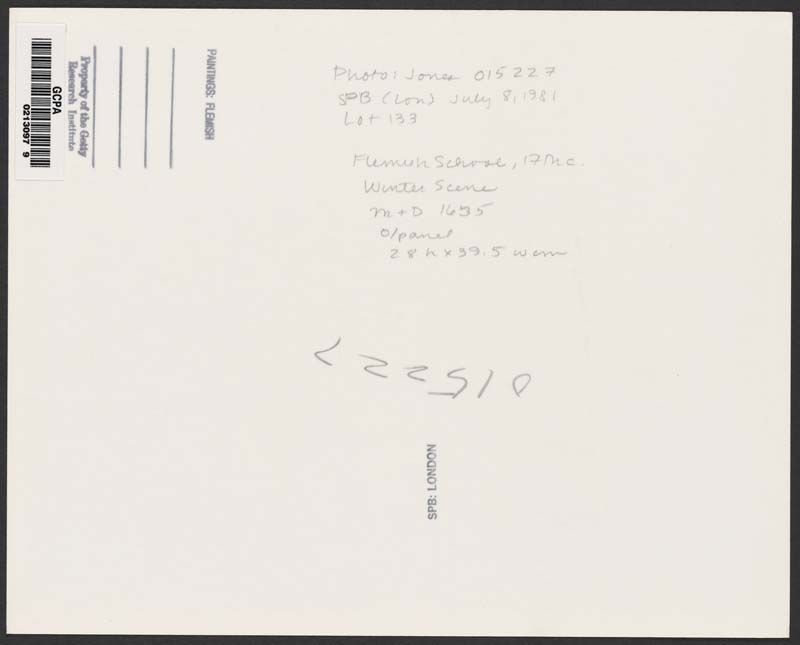 GCPA
0213097 9
Property of the Getty
Research Institute
PAINTINGS: FLEMISH
Photo: Jones 015227
SPB (Lon) July 8, 1981
Lot 133
Flemish School, 17th c.
Winter Scene
m+D 1635
o/panel
28 h x 39.5 w cm
015227
SPB: LONDON